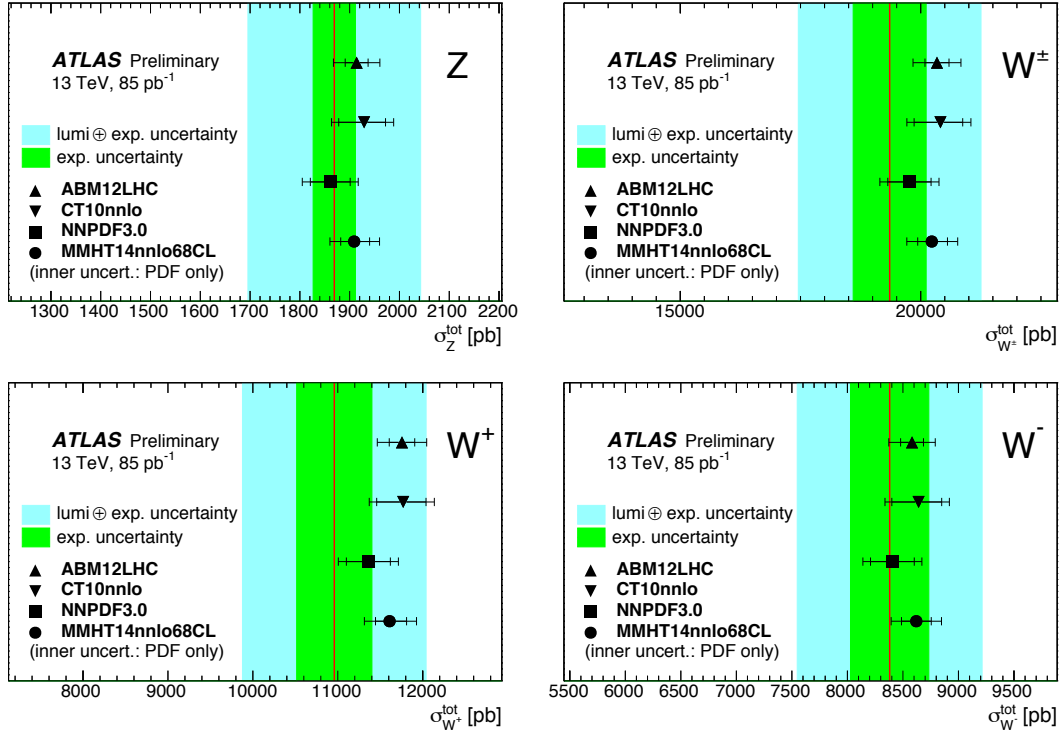 ATLAS Preliminary
13 TeV, 85 pb⁻¹
Z
lumi ⊕ exp. uncertainty
exp. uncertainty
ABM12LHC
CT10nnlo
NNPDF3.0
MMHT14nnlo68CL
(inner uncert.: PDF only)
1300 1400 1500 1600 1700 1800 1900 2000 2100 2200
σ_Z^tot [pb]
ATLAS Preliminary
13 TeV, 85 pb⁻¹
W±
lumi ⊕ exp. uncertainty
exp. uncertainty
ABM12LHC
CT10nnlo
NNPDF3.0
MMHT14nnlo68CL
(inner uncert.: PDF only)
15000 20000
σ_W±^tot [pb]
ATLAS Preliminary
13 TeV, 85 pb⁻¹
W⁺
lumi ⊕ exp. uncertainty
exp. uncertainty
ABM12LHC
CT10nnlo
NNPDF3.0
MMHT14nnlo68CL
(inner uncert.: PDF only)
8000 9000 10000 11000 12000
σ_W⁺^tot [pb]
ATLAS Preliminary
13 TeV, 85 pb⁻¹
W⁻
lumi ⊕ exp. uncertainty
exp. uncertainty
ABM12LHC
CT10nnlo
NNPDF3.0
MMHT14nnlo68CL
(inner uncert.: PDF only)
5500 6000 6500 7000 7500 8000 8500 9000 9500
σ_W⁻^tot [pb]